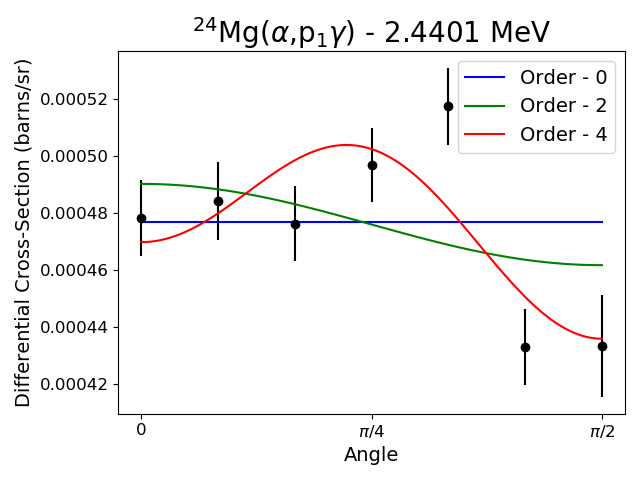 ²⁴Mg(α,p₁γ) - 2.4401 MeV
Order - 0
Order - 2
Order - 4
Differential Cross-Section (barns/sr)
0.00052
0.00050
0.00048
0.00046
0.00044
0.00042
0
π/4
π/2
Angle